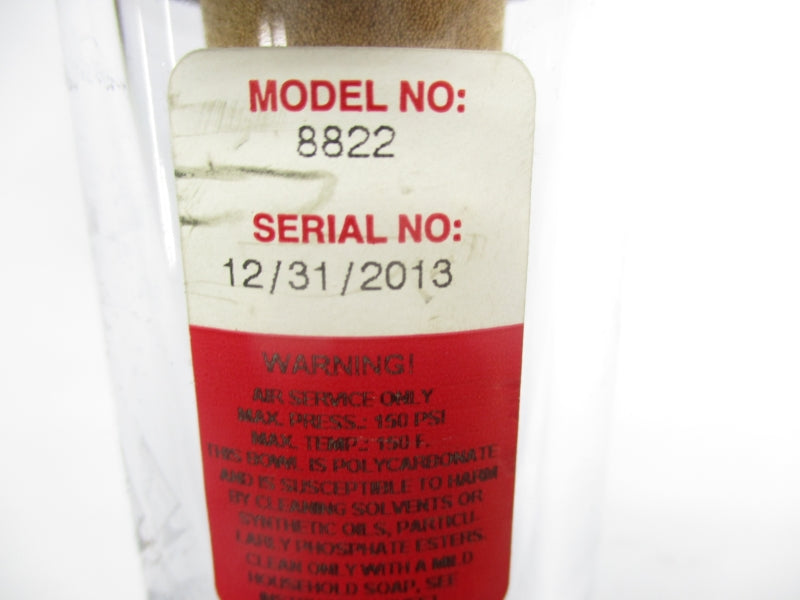 MODEL NO:
8822
SERIAL NO:
12/31/2013
WARNING!
AIR SERVICE ONLY
MAX. PRESS.: 150 PSI
MAX. TEMP.: 150 F.
THIS BOWL IS POLYCARBONATE
AND IS SUSCEPTIBLE TO HARM
BY CLEANING SOLVENTS OR
SYNTHETIC OILS, PARTICU-
LARLY PHOSPHATE ESTERS.
CLEAN ONLY WITH A MILD
HOUSEHOLD SOAP, SEE